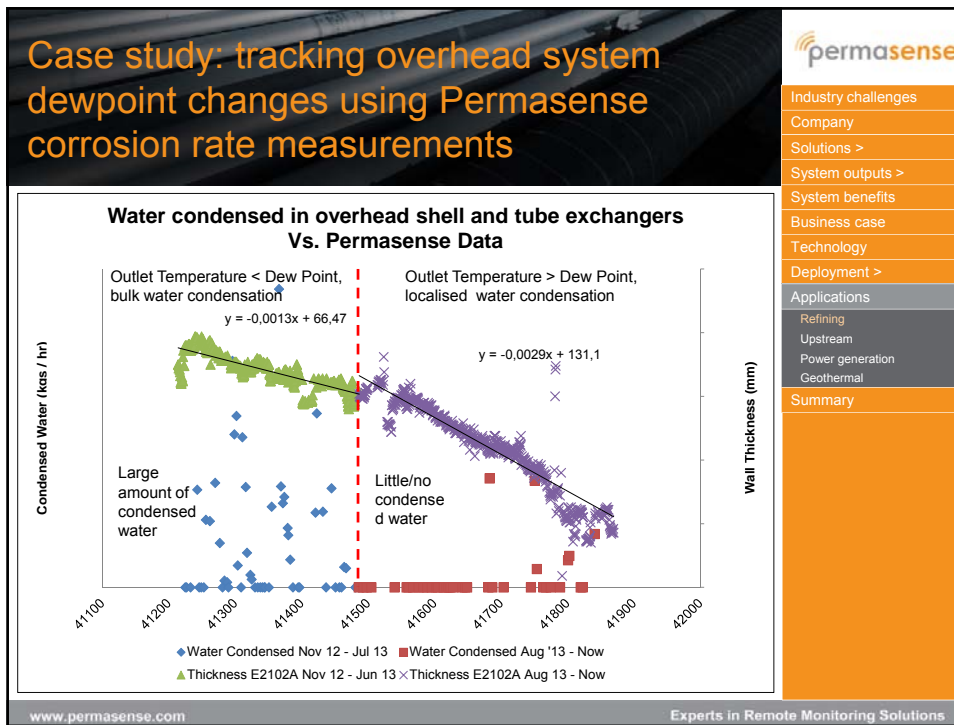 Case study: tracking overhead system
dewpoint changes using Permasense
corrosion rate measurements
permasense
Industry challenges
Company
Solutions >
System outputs >
System benefits
Business case
Technology
Deployment >
Applications
Refining
Upstream
Power generation
Geothermal
Summary
Water condensed in overhead shell and tube exchangers
Vs. Permasense Data
Outlet Temperature < Dew Point,
bulk water condensation
Outlet Temperature > Dew Point,
localised water condensation
y = -0,0013x + 66,47
y = -0,0029x + 131,1
Condensed Water (kgs / hr)
Wall Thickness (mm)
Large
amount of
condensed
water
Little/no
condense
d water
41100
41200
41300
41400
41500
41600
41700
41800
41900
42000
Water Condensed Nov 12 - Jul 13
Water Condensed Aug '13 - Now
Thickness E2102A Nov 12 - Jun 13
Thickness E2102A Aug 13 - Now
www.permasense.com
Experts in Remote Monitoring Solutions